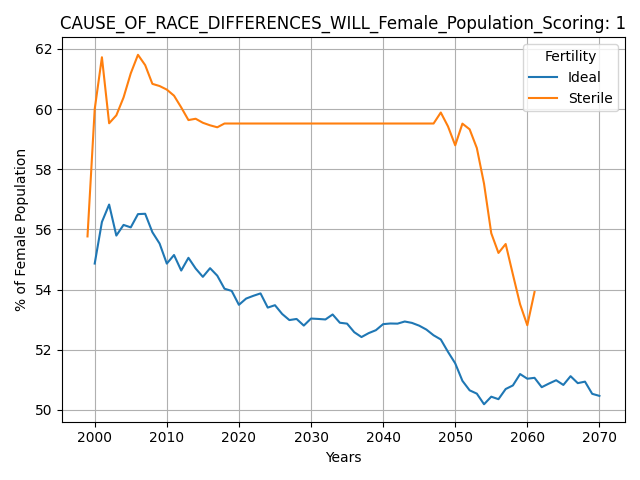 CAUSE_OF_RACE_DIFFERENCES_WILL_Female_Population_Scoring: 1
Fertility
Ideal
Sterile
% of Female Population
62
60
58
56
54
52
50
2000 2010 2020 2030 2040 2050 2060 2070
Years